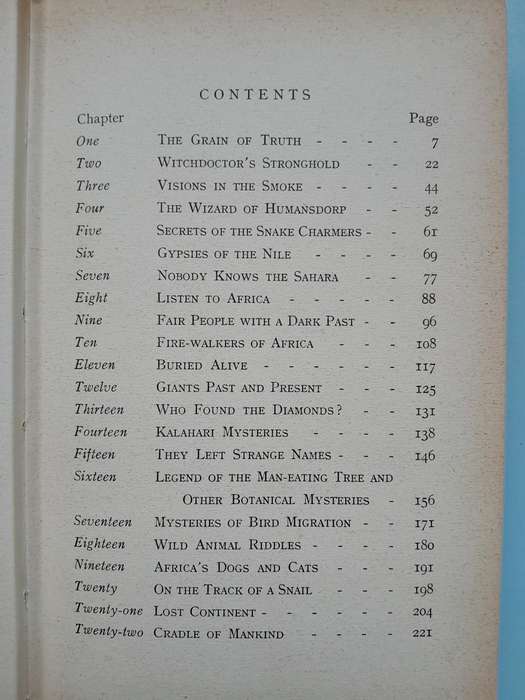 CONTENTS
Chapter Page
One THE GRAIN OF TRUTH - - - - 7
Two WITCHDOCTOR'S STRONGHOLD - - 22
Three VISIONS IN THE SMOKE - - - - 44
Four THE WIZARD OF HUMANSDORP - - 52
Five SECRETS OF THE SNAKE CHARMERS - - 61
Six GYPSIES OF THE NILE - - - - 69
Seven NOBODY KNOWS THE SAHARA - - 77
Eight LISTEN TO AFRICA - - - - - 88
Nine FAIR PEOPLE WITH A DARK PAST - - 96
Ten FIRE-WALKERS OF AFRICA - - - 108
Eleven BURIED ALIVE - - - - - - 117
Twelve GIANTS PAST AND PRESENT - - - 125
Thirteen WHO FOUND THE DIAMONDS? - - 131
Fourteen KALAHARI MYSTERIES - - - - 138
Fifteen THEY LEFT STRANGE NAMES - - - 146
Sixteen LEGEND OF THE MAN-EATING TREE AND
OTHER BOTANICAL MYSTERIES - 156
Seventeen MYSTERIES OF BIRD MIGRATION - - 171
Eighteen WILD ANIMAL RIDDLES - - - - 180
Nineteen AFRICA'S DOGS AND CATS - - - 191
Twenty ON THE TRACK OF A SNAIL - - - 198
Twenty-one LOST CONTINENT - - - - - - 204
Twenty-two CRADLE OF MANKIND - - - - 221